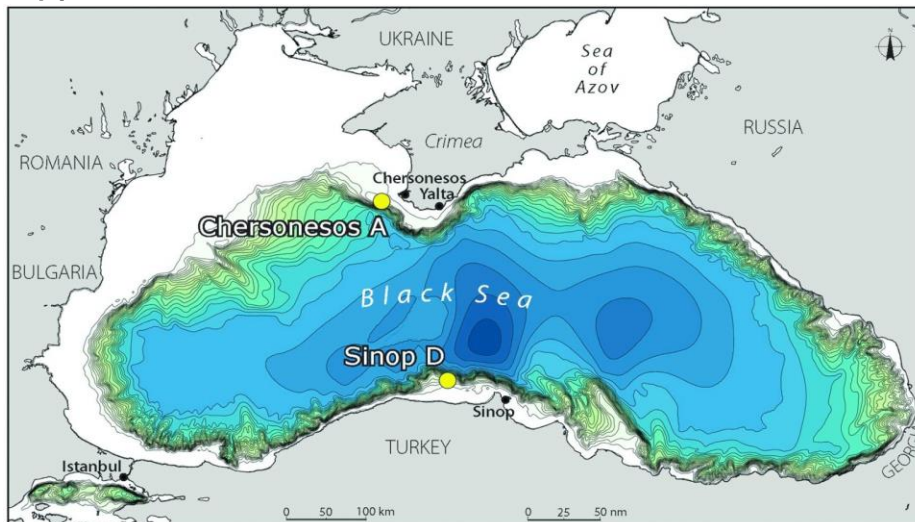 UKRAINE
Sea
of
Azov
N
RUSSIA
ROMANIA
Crimea
Chersonesos
Yalta
Chersonesos A
BULGARIA
Black Sea
Sinop D
Sinop
TURKEY
Istanbul
0 50 100 km
0 25 50 nm